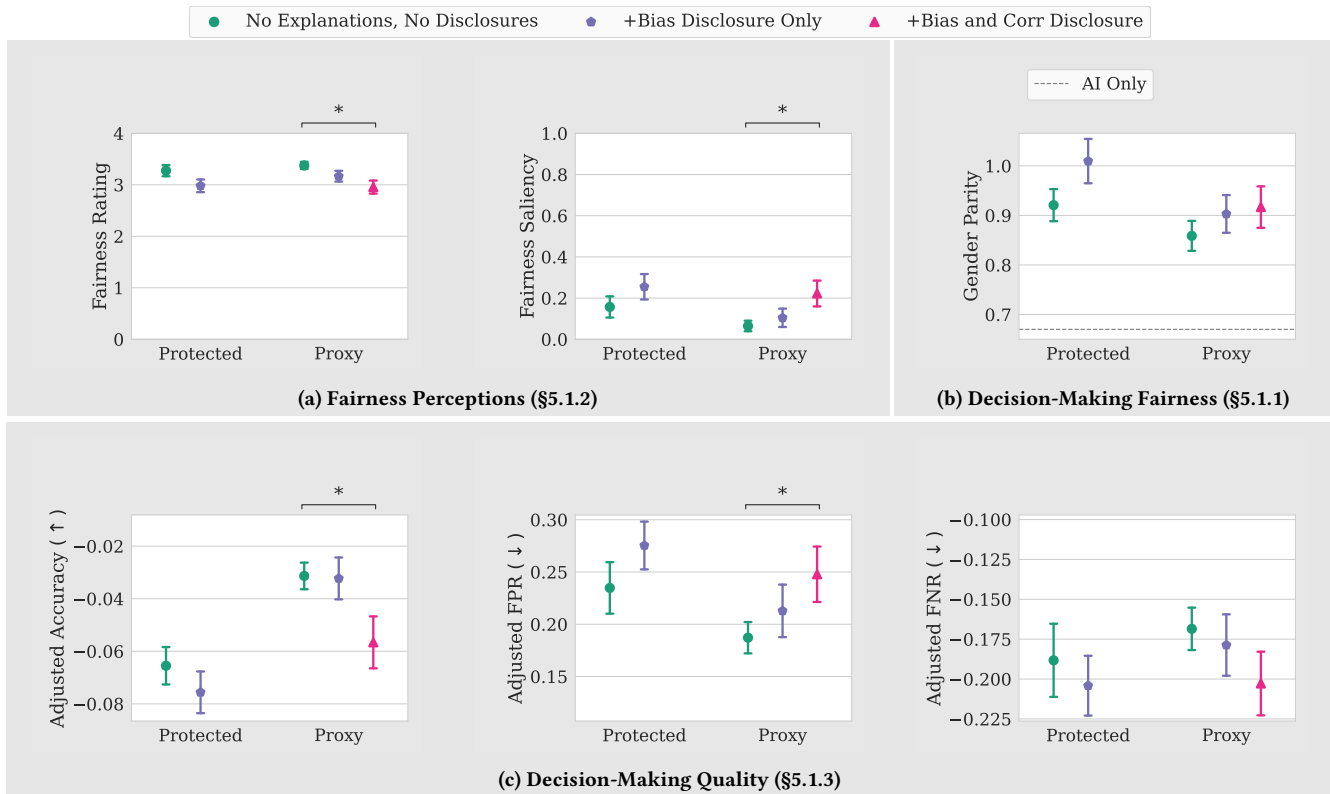 No Explanations, No Disclosures +Bias Disclosure Only +Bias and Corr Disclosure
*
*
Fairness Rating
4
3
2
1
0
Protected Proxy
Fairness Saliency
1.0
0.8
0.6
0.4
0.2
0.0
Protected Proxy
(a) Fairness Perceptions (§5.1.2)
AI Only
Gender Parity
1.0
0.9
0.8
0.7
Protected Proxy
(b) Decision-Making Fairness (§5.1.1)
*
Adjusted Accuracy (↑)
−0.02
−0.04
−0.06
−0.08
Protected Proxy
*
Adjusted FPR (↓)
0.30
0.25
0.20
0.15
Protected Proxy
Adjusted FNR (↓)
−0.100
−0.125
−0.150
−0.175
−0.200
−0.225
Protected Proxy
(c) Decision-Making Quality (§5.1.3)